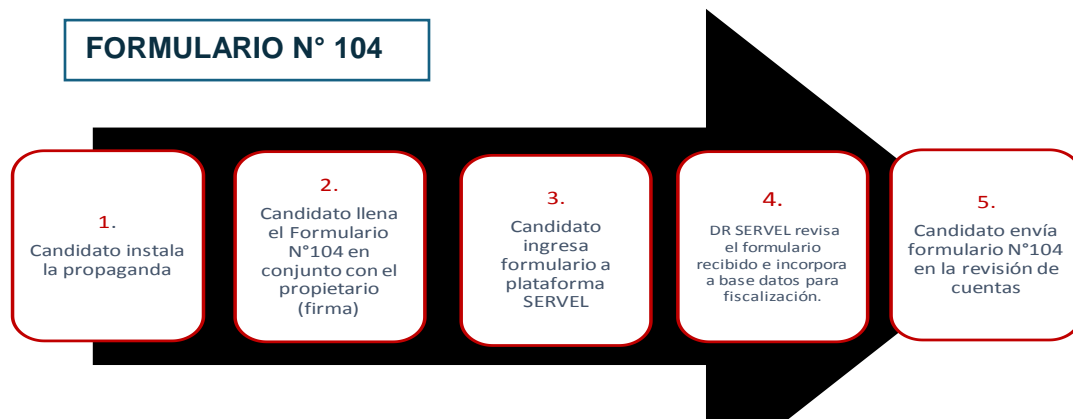 FORMULARIO N° 104
1.
Candidato instala
la propaganda
2.
Candidato llena
el Formulario
N°104 en
conjunto con el
propietario
(firma)
3.
Candidato
ingresa
formulario a
plataforma
SERVEL
4.
DR SERVEL revisa
el formulario
recibido e incorpora
a base datos para
fiscalización.
5.
Candidato envía
formulario N°104
en la revisión de
cuentas